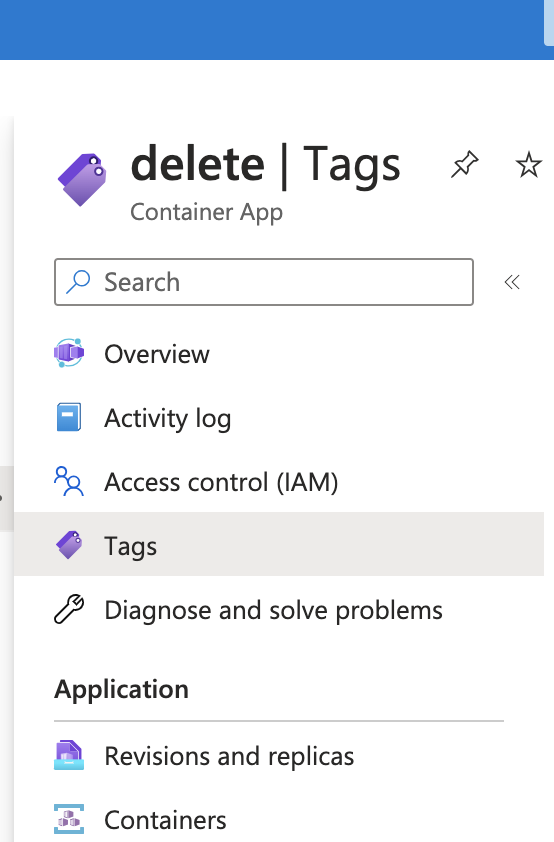 delete | Tags
Container App
Search
Overview
Activity log
Access control (IAM)
Tags
Diagnose and solve problems
Application
Revisions and replicas
Containers